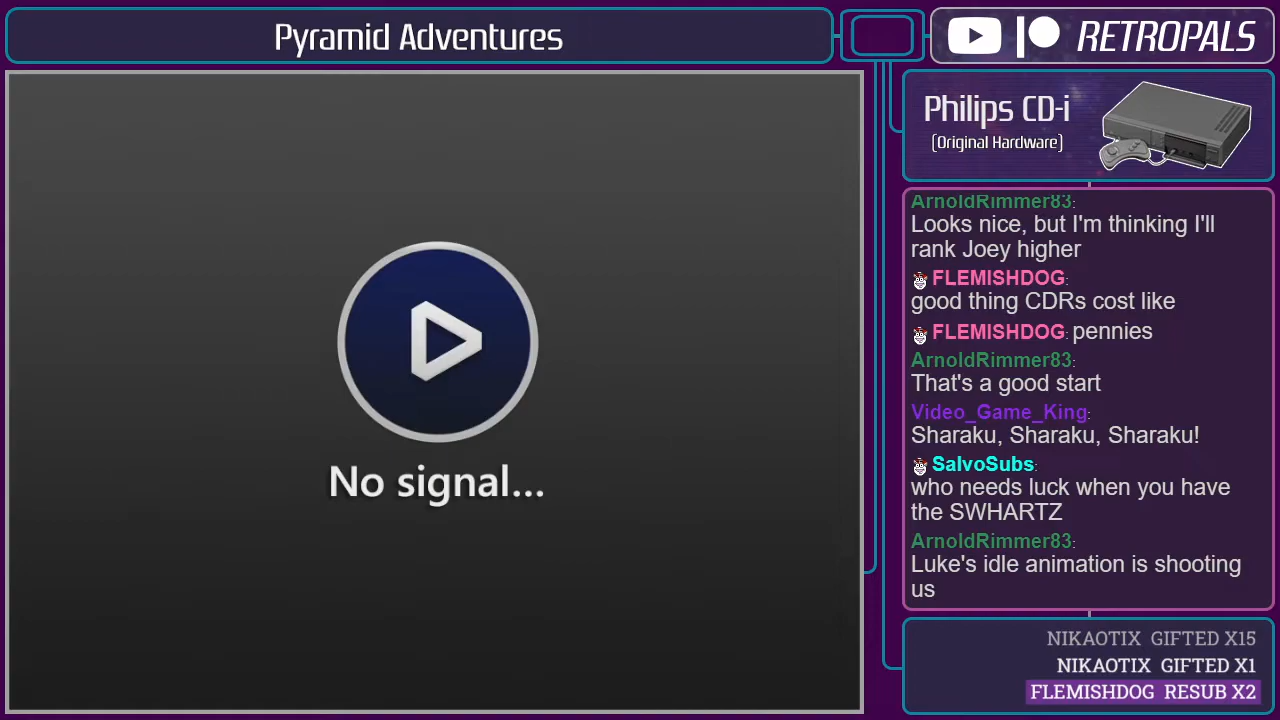 Pyramid Adventures
RETROPALS
Philips CD-i
(Original Hardware)
No signal...
ArnoldRimmer83:
Looks nice, but I'm thinking I'll
rank Joey higher
FLEMISHDOG:
good thing CDRs cost like
FLEMISHDOG: pennies
ArnoldRimmer83:
That's a good start
Video_Game_King:
Sharaku, Sharaku, Sharaku!
SalvoSubs:
who needs luck when you have
the SWHARTZ
ArnoldRimmer83:
Luke's idle animation is shooting
us
NIKAOTIX GIFTED X15
NIKAOTIX GIFTED X1
FLEMISHDOG RESUB X2